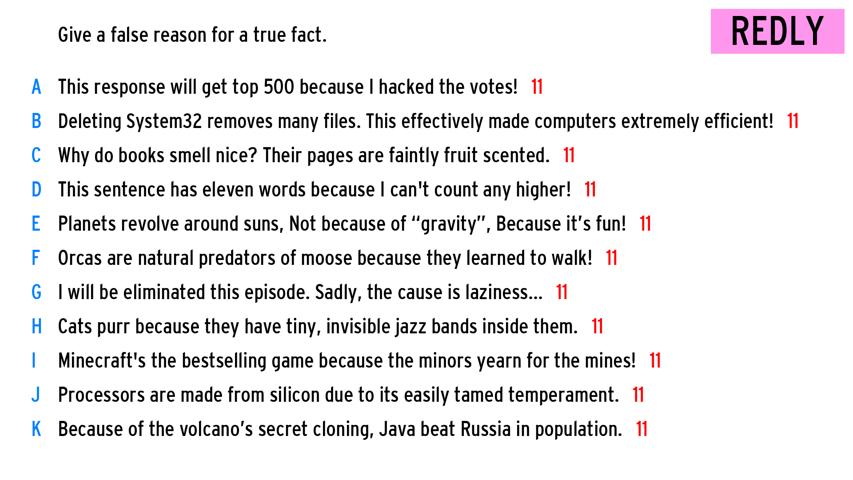 Give a false reason for a true fact.
REDLY
A This response will get top 500 because I hacked the votes! 11
B Deleting System32 removes many files. This effectively made computers extremely efficient! 11
C Why do books smell nice? Their pages are faintly fruit scented. 11
D This sentence has eleven words because I can't count any higher! 11
E Planets revolve around suns, Not because of “gravity”, Because it’s fun! 11
F Orcas are natural predators of moose because they learned to walk! 11
G I will be eliminated this episode. Sadly, the cause is laziness... 11
H Cats purr because they have tiny, invisible jazz bands inside them. 11
I Minecraft's the bestselling game because the minors yearn for the mines! 11
J Processors are made from silicon due to its easily tamed temperament. 11
K Because of the volcano’s secret cloning, Java beat Russia in population. 11